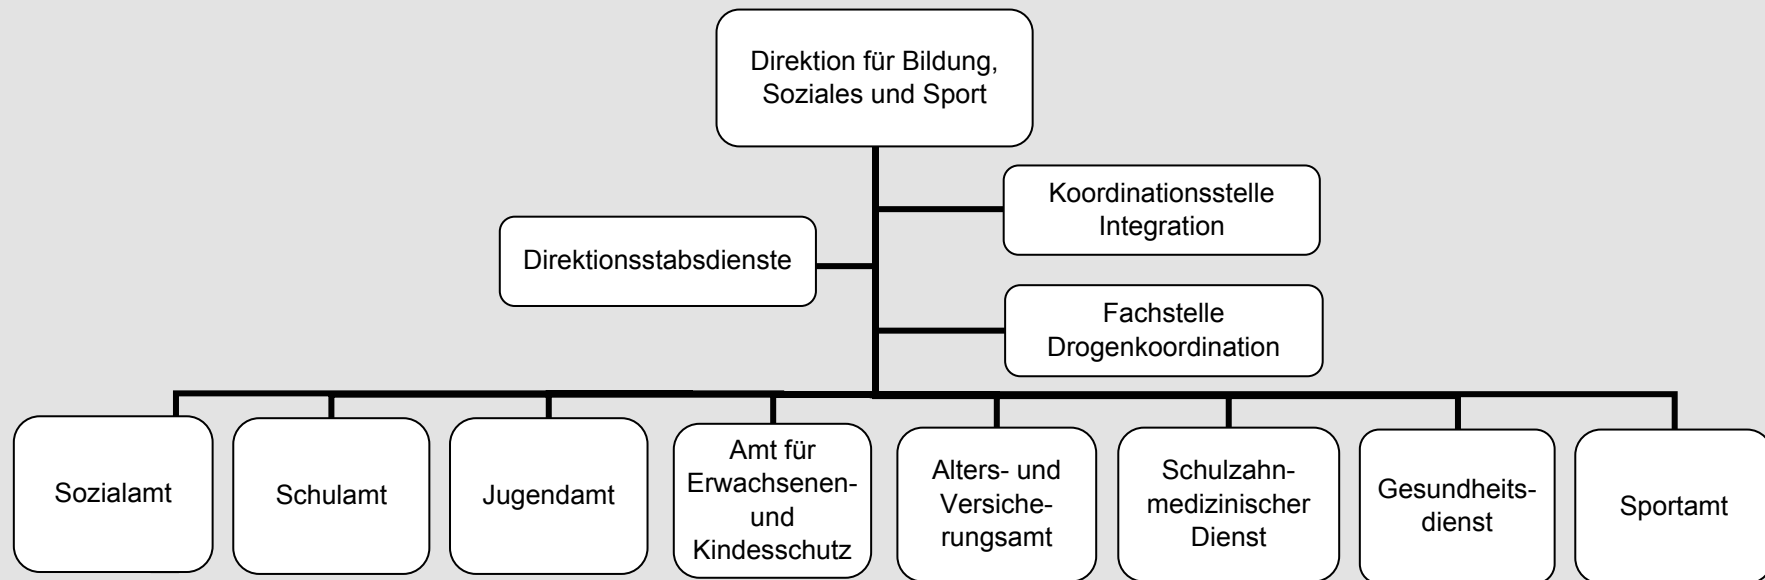 Direktion für Bildung,
Soziales und Sport
Koordinationsstelle
Integration
Direktionsstabsdienste
Fachstelle
Drogenkoordination
Sozialamt
Schulamt
Jugendamt
Amt für
Erwachsenen-
und
Kindesschutz
Alters- und
Versiche-
rungsamt
Schulzahn-
medizinischer
Dienst
Gesundheits-
dienst
Sportamt